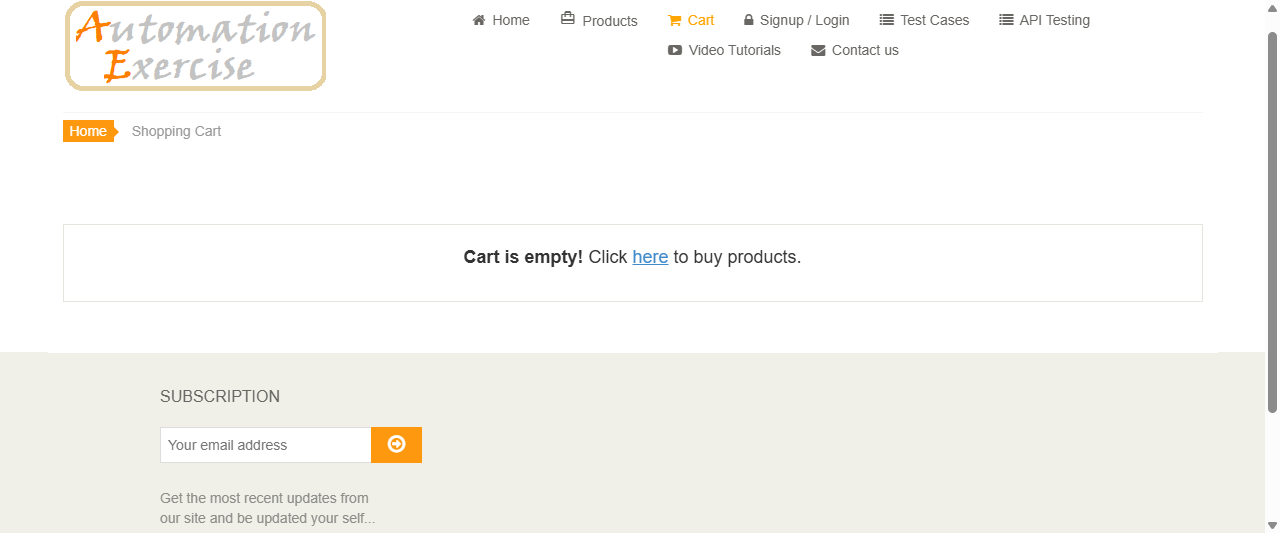 Automation
Exercise
Home Products Cart Signup / Login Test Cases API Testing
Video Tutorials Contact us
Home Shopping Cart
Cart is empty! Click here to buy products.
SUBSCRIPTION
Your email address
Get the most recent updates from
our site and be updated your self...